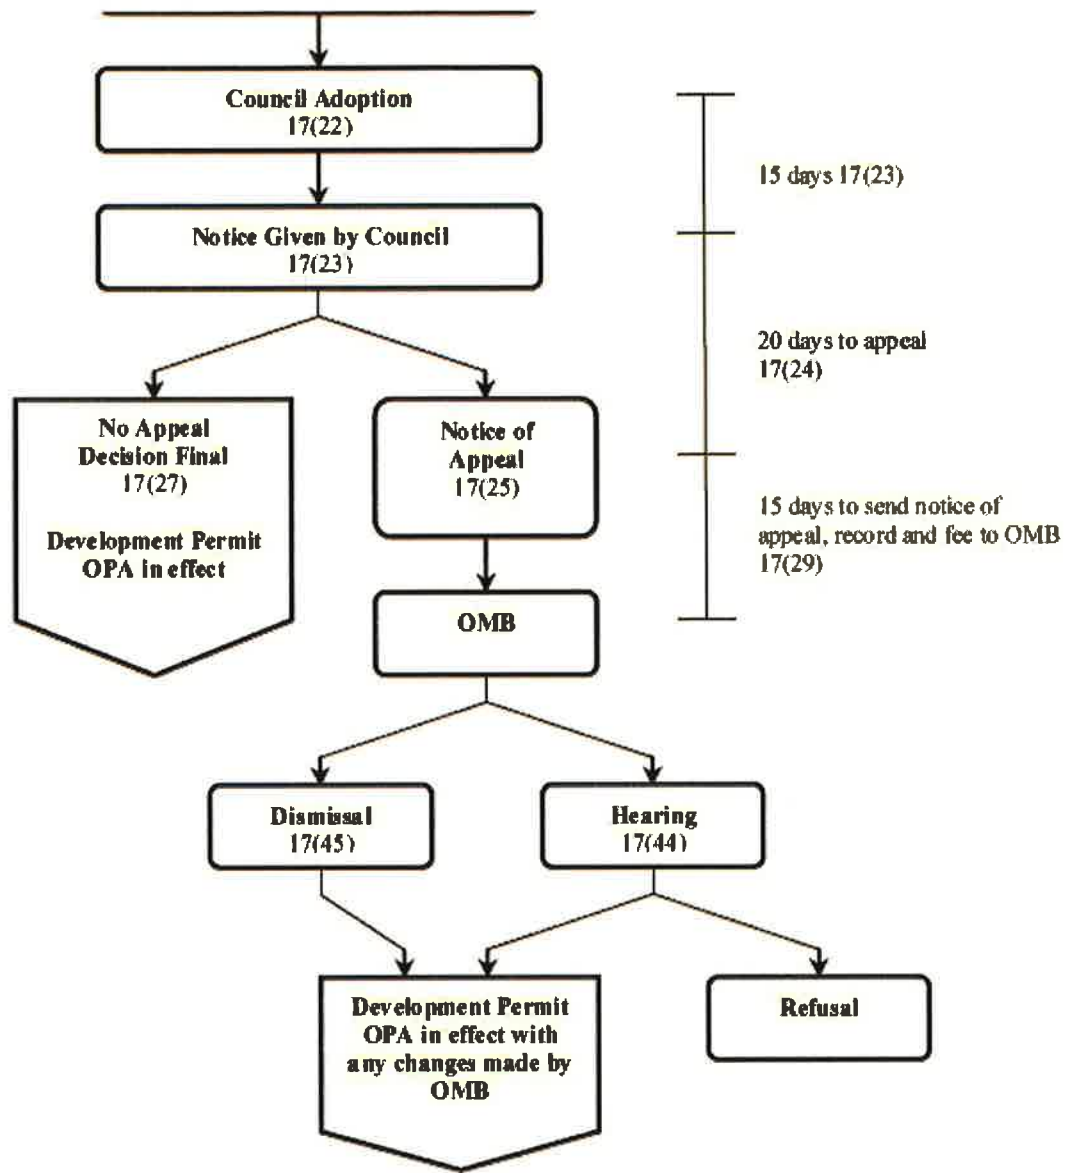 Council Adoption
17(22)
15 days 17(23)
Notice Given by Council
17(23)
20 days to appeal
17(24)
No Appeal
Decision Final
17(27)
Development Permit
OPA in effect
Notice of
Appeal
17(25)
15 days to send notice of
appeal, record and fee to OMB
17(29)
OMB
Dismissal
17(45)
Hearing
17(44)
Development Permit
OPA in effect with
any changes made by
OMB
Refusal